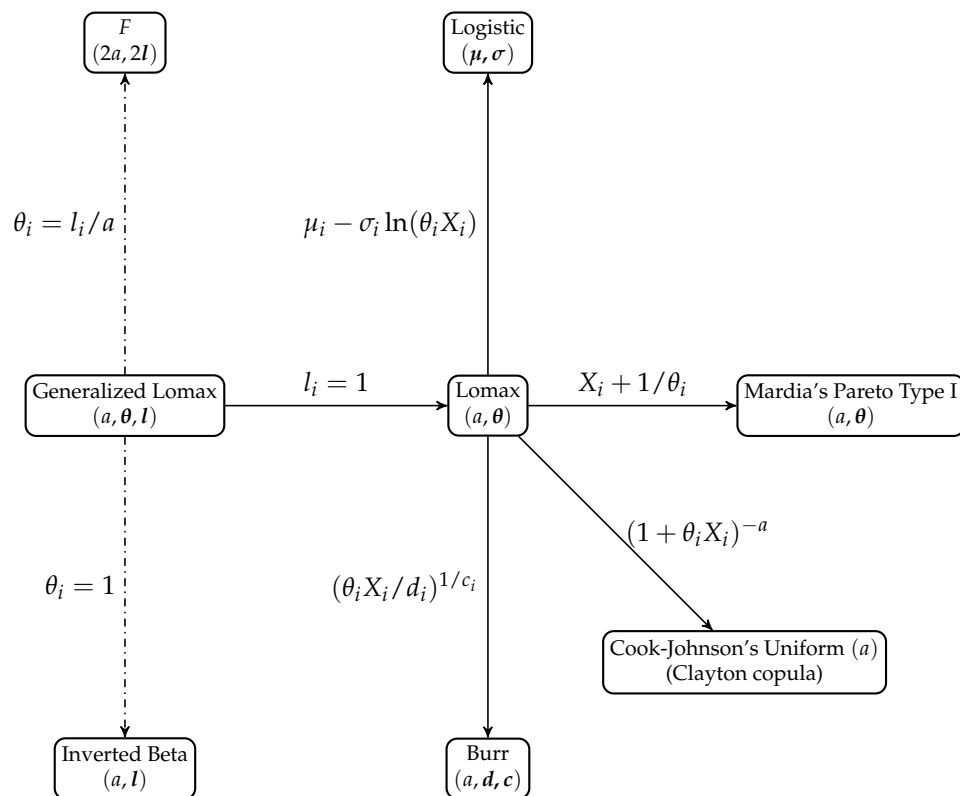 F
(2a, 2l)
Logistic
(μ, σ)
θ_i = l_i/a
μ_i − σ_i ln(θ_i X_i)
Generalized Lomax
(a, θ, l)
l_i = 1
Lomax
(a, θ)
X_i + 1/θ_i
Mardia's Pareto Type I
(a, θ)
(1 + θ_i X_i)^{−a}
θ_i = 1
(θ_i X_i/d_i)^{1/c_i}
Cook-Johnson's Uniform (a)
(Clayton copula)
Inverted Beta
(a, l)
Burr
(a, d, c)